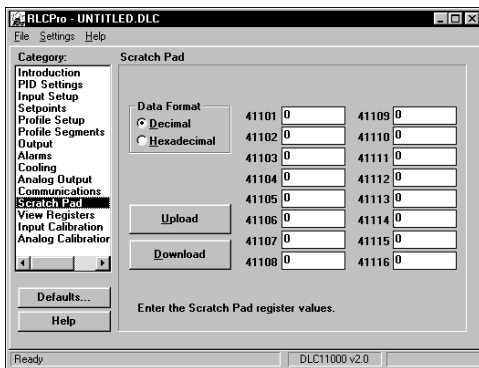 RLCPro - UNTITLED.DLC
File Settings Help
Category:
Introduction
PID Settings
Input Setup
Setpoints
Profile Setup
Profile Segments
Output
Alarms
Cooling
Analog Output
Communications
Scratch Pad
View Registers
Input Calibration
Analog Calibration
Defaults...
Help
Scratch Pad
Data Format
Decimal
Hexadecimal
Upload
Download
41101 0
41102 0
41103 0
41104 0
41105 0
41106 0
41107 0
41108 0
41109 0
41110 0
41111 0
41112 0
41113 0
41114 0
41115 0
41116 0
Enter the Scratch Pad register values.
Ready
DLC11000 v2.0